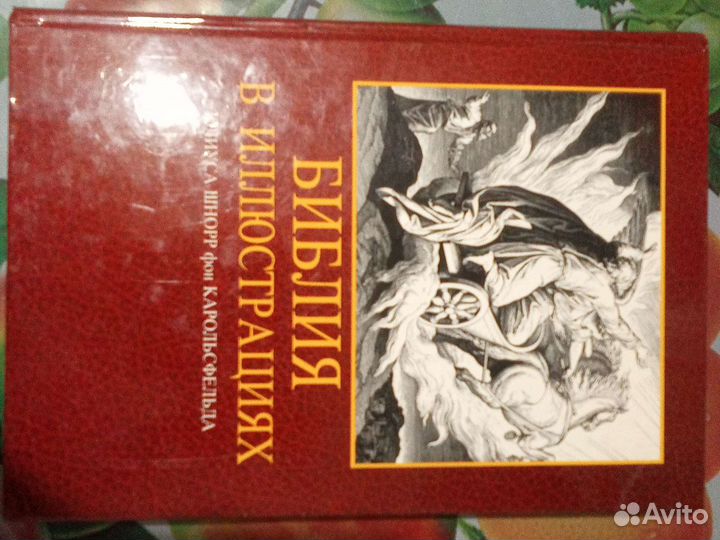 БИБЛИЯ
В ИЛЛЮСТРАЦИЯХ
ШНОРР фон КАРОЛЬСФЕЛЬДА
Avito